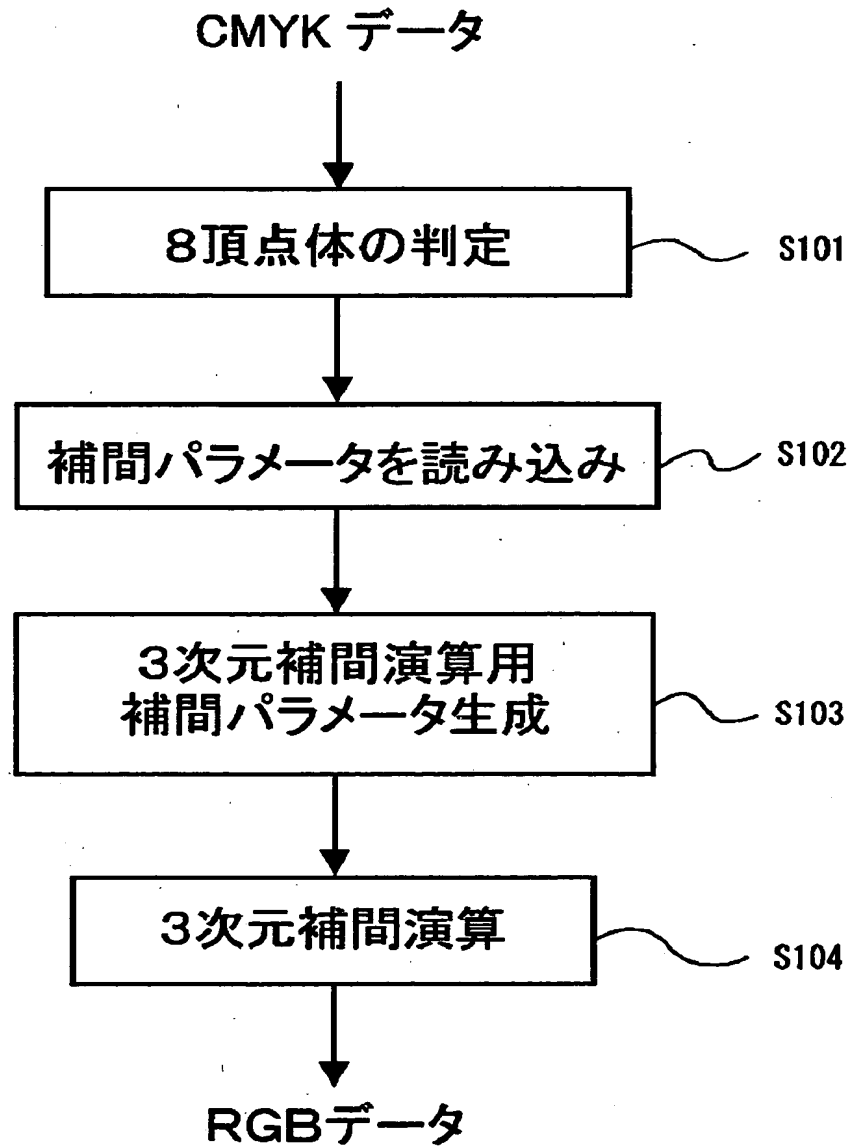 CMYK データ
8頂点体の判定
S101
補間パラメータを読み込み
S102
3次元補間演算用
補間パラメータ生成
S103
3次元補間演算
S104
RGBデータ